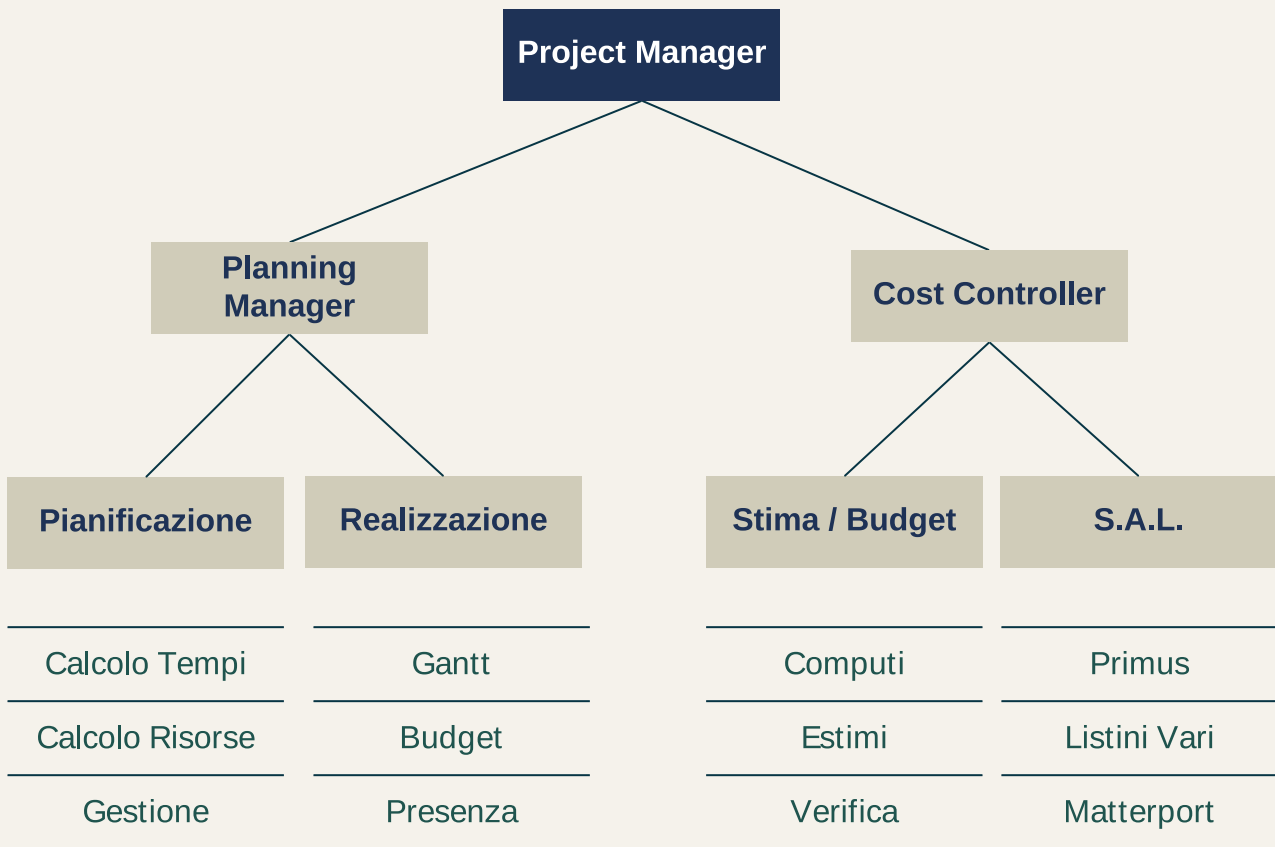 Project Manager
Planning
Manager
Cost Controller
Pianificazione
Realizzazione
Stima / Budget
S.A.L.
Calcolo Tempi
Gantt
Computi
Primus
Calcolo Risorse
Budget
Estimi
Listini Vari
Gestione
Presenza
Verifica
Matterport